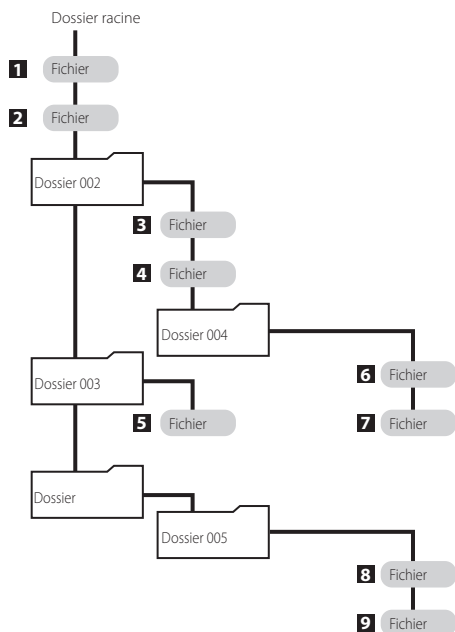 Dossier racine
1 Fichier
2 Fichier
Dossier 002
3 Fichier
4 Fichier
Dossier 004
Dossier 003
6 Fichier
5 Fichier
7 Fichier
Dossier
Dossier 005
8 Fichier
9 Fichier